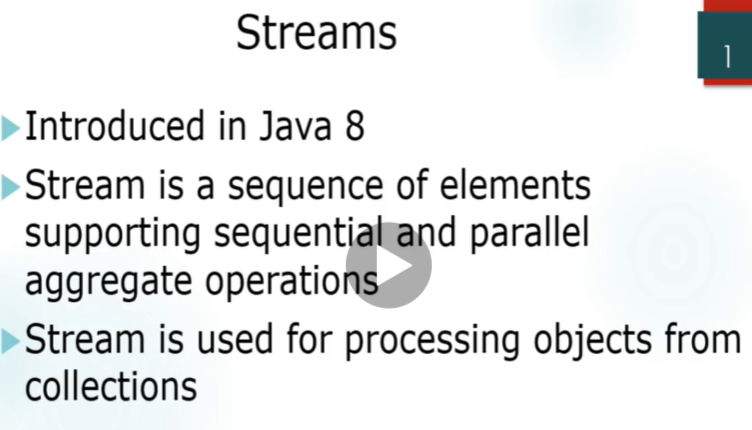 Streams
1
Introduced in Java 8
Stream is a sequence of elements
supporting sequential and parallel
aggregate operations
Stream is used for processing objects from
collections